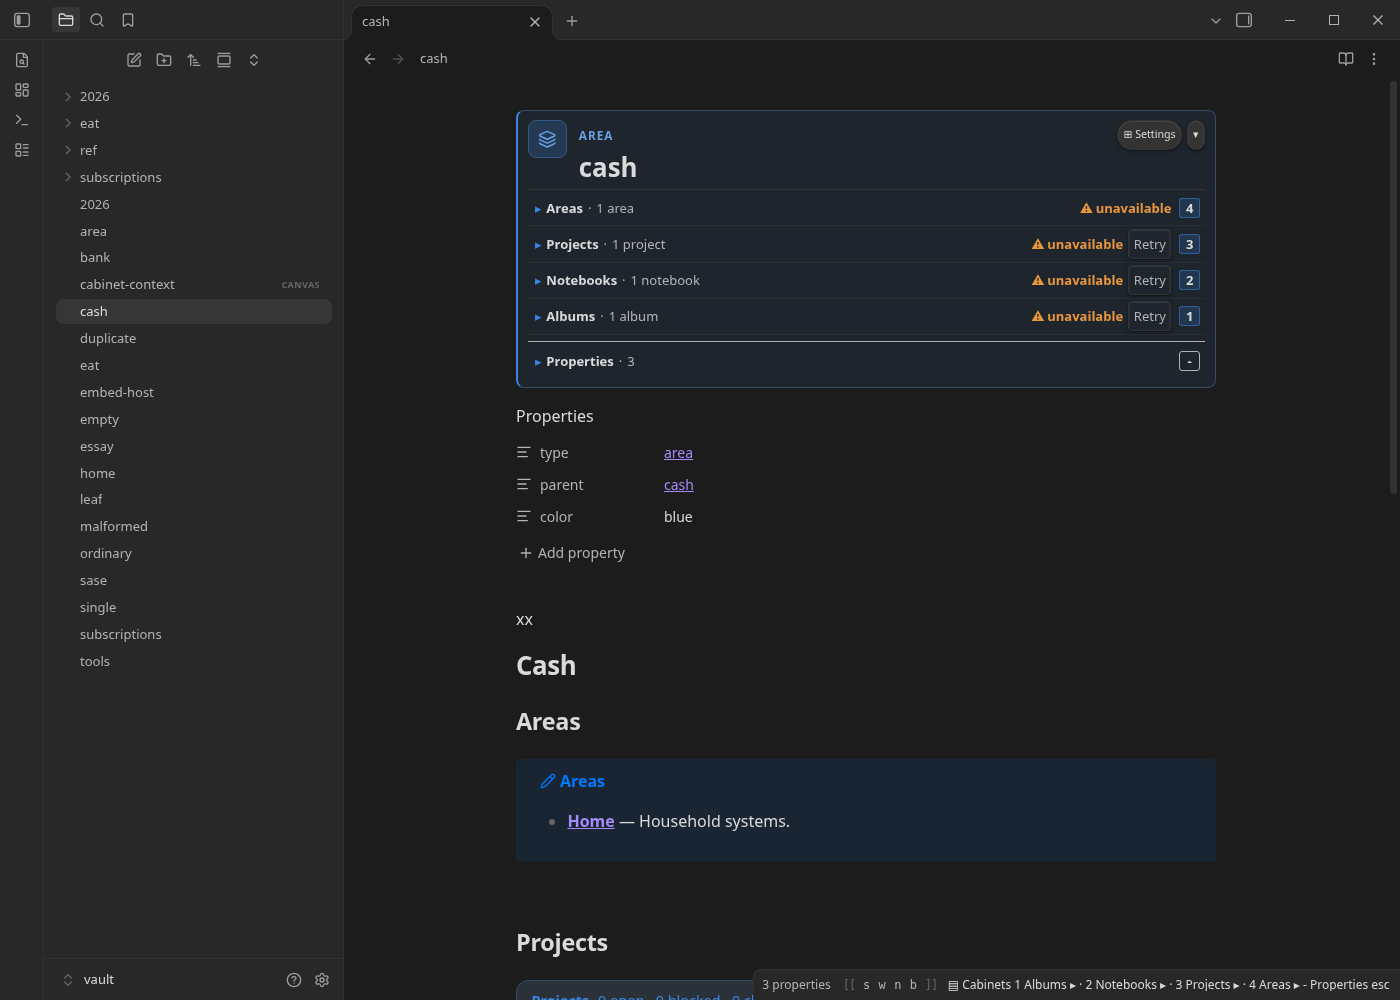 cash
cash
2026
eat
ref
subscriptions
2026
area
bank
cabinet-context CANVAS
cash
duplicate
eat
embed-host
empty
essay
home
leaf
malformed
ordinary
sase
single
subscriptions
tools
vault
AREA
cash
Settings
Areas · 1 area unavailable 4
Projects · 1 project unavailable Retry 3
Notebooks · 1 notebook unavailable Retry 2
Albums · 1 album unavailable Retry 1
Properties · 3 -
Properties
type area
parent cash
color blue
Add property
xx
Cash
Areas
Areas
Home — Household systems.
Projects
3 properties [[ s w n b ]] Cabinets 1 Albums ▸ · 2 Notebooks ▸ · 3 Projects ▸ · 4 Areas ▸ - Properties esc